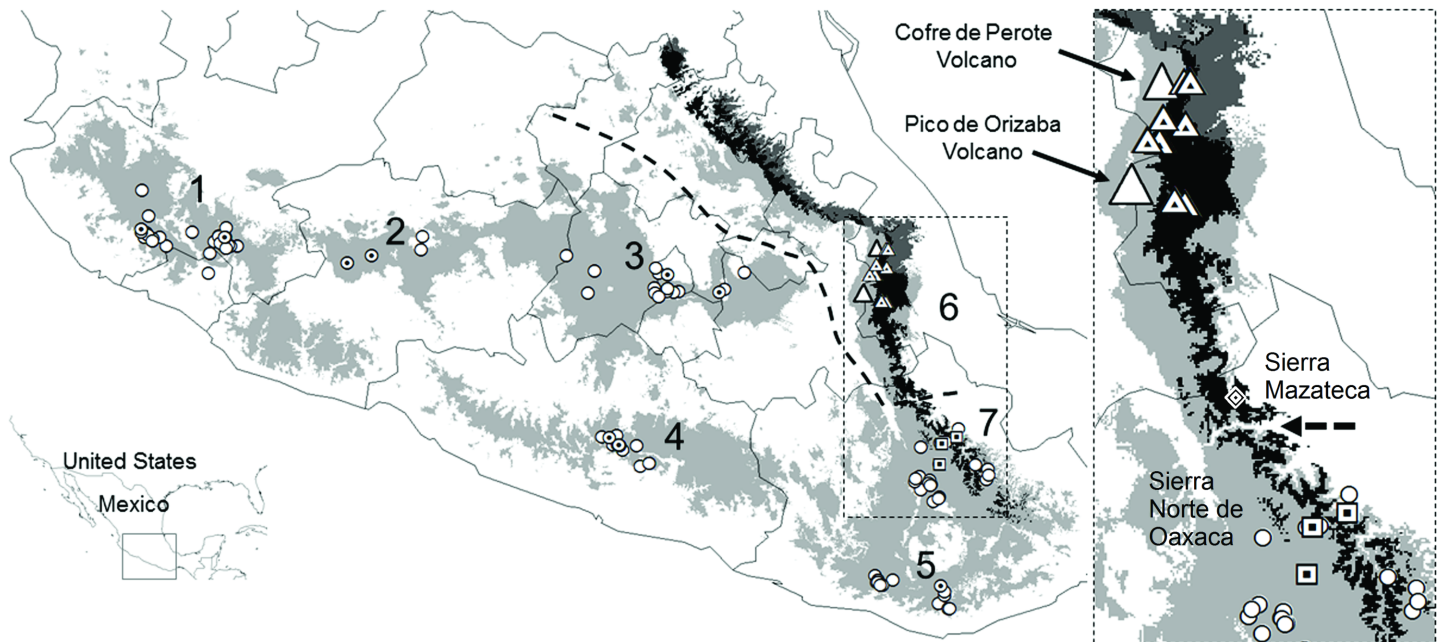 1
2
3
4
5
6
7
United States
Mexico
Cofre de Perote
Volcano
Pico de Orizaba
Volcano
Sierra
Mazateca
Sierra
Norte de
Oaxaca